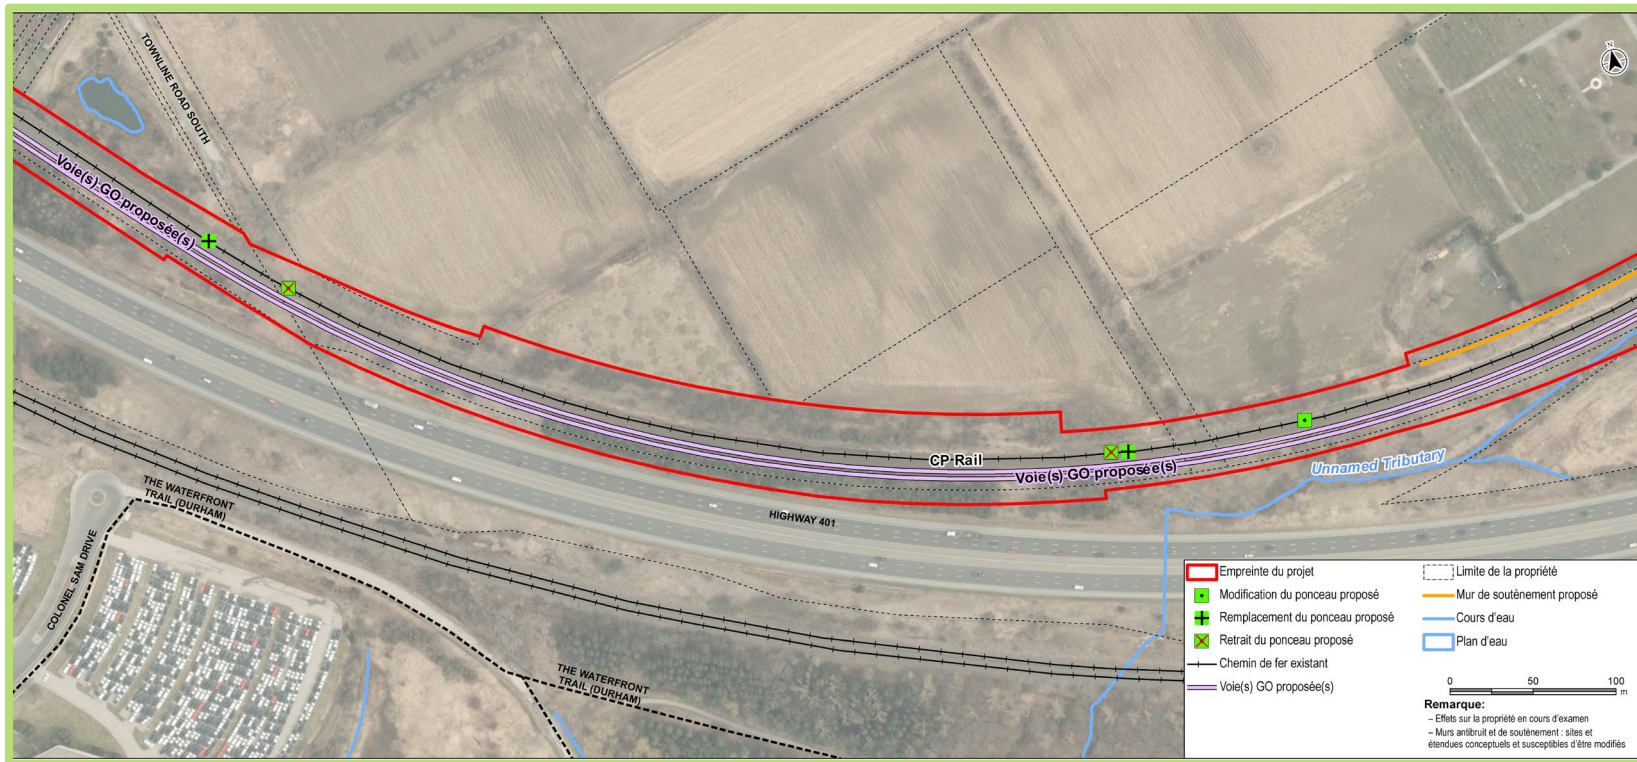 N
TOWNLINE ROAD SOUTH
Voie(s) GO proposée(s)
CP Rail
Voie(s) GO proposée(s)
Unnamed Tributary
HIGHWAY 401
THE WATERFRONT
TRAIL (DURHAM)
COLONEL SAM DRIVE
THE WATERFRONT
TRAIL (DURHAM)
Empreinte du projet
Modification du ponceau proposé
Remplacement du ponceau proposé
Retrait du ponceau proposé
Chemin de fer existant
Voie(s) GO proposée(s)
Limite de la propriété
Mur de soutènement proposé
Cours d'eau
Plan d'eau
0 50 100
m
Remarque:
– Effets sur la propriété en cours d'examen
– Murs antibruit et de soutènement : sites et
étendues conceptuels et susceptibles d'être modifiés